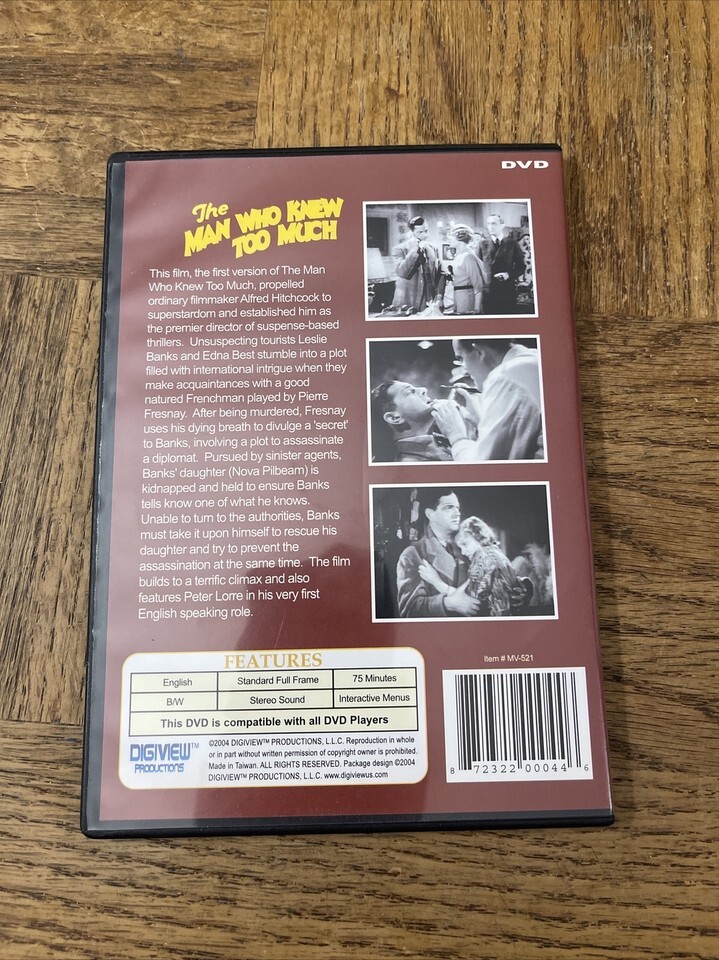 DVD
The
MAN WHO KNEW
TOO MUCH
This film, the first version of The Man
Who Knew Too Much, propelled
ordinary filmmaker Alfred Hitchcock to
superstardom and established him as
the premier director of suspense-based
thrillers. Unsuspecting tourists Leslie
Banks and Edna Best stumble into a plot
filled with international intrigue when they
make acquaintances with a good
natured Frenchman played by Pierre
Fresnay. After being murdered, Fresnay
uses his dying breath to divulge a 'secret'
to Banks, involving a plot to assassinate
a diplornat. Pursued by sinister agents,
Banks' daughter (Nova Pilbeam) is
kidnapped and held to ensure Banks
tells know one of what he knows.
Unable to turn to the authorities, Banks
must take it upon himself to rescue his
daughter and try to prevent the
assassination at the same time. The film
builds to a terrific climax and also
features Peter Lorre in his very first
English speaking role.
FEATURES
English Standard Full Frame 75 Minutes
B/W Stereo Sound Interactive Menus
This DVD is compatible with all DVD Players
DIGIVIEW™
PRODUCTIONS
©2004 DIGIVIEW™ PRODUCTIONS, L.L.C. Reproduction in whole
or in part without written permission of copyright owner is prohibited.
Made in Taiwan. ALL RIGHTS RESERVED. Package design ©2004
DIGIVIEW™ PRODUCTIONS, L.L.C. www.digiviewus.com
Item # MV-521
8 72322 00044 6